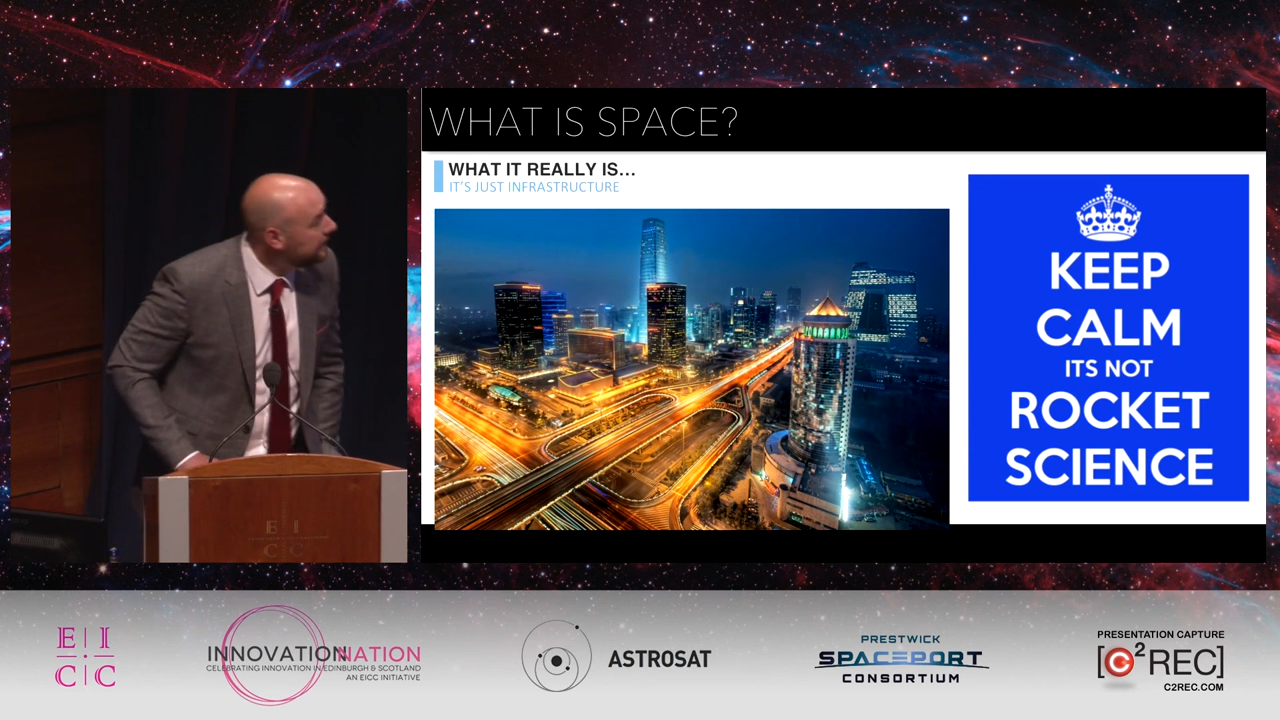 WHAT IS SPACE?
WHAT IT REALLY IS...
IT'S JUST INFRASTRUCTURE
KEEP
CALM
ITS NOT
ROCKET
SCIENCE
E I
C C
E I
C C
INNOVATIONNATION
CELEBRATING INNOVATION IN EDINBURGH & SCOTLAND
AN EICC INITIATIVE
ASTROSAT
PRESTWICK
SPACEPORT
CONSORTIUM
PRESENTATION CAPTURE
[C²REC]
C2REC.COM